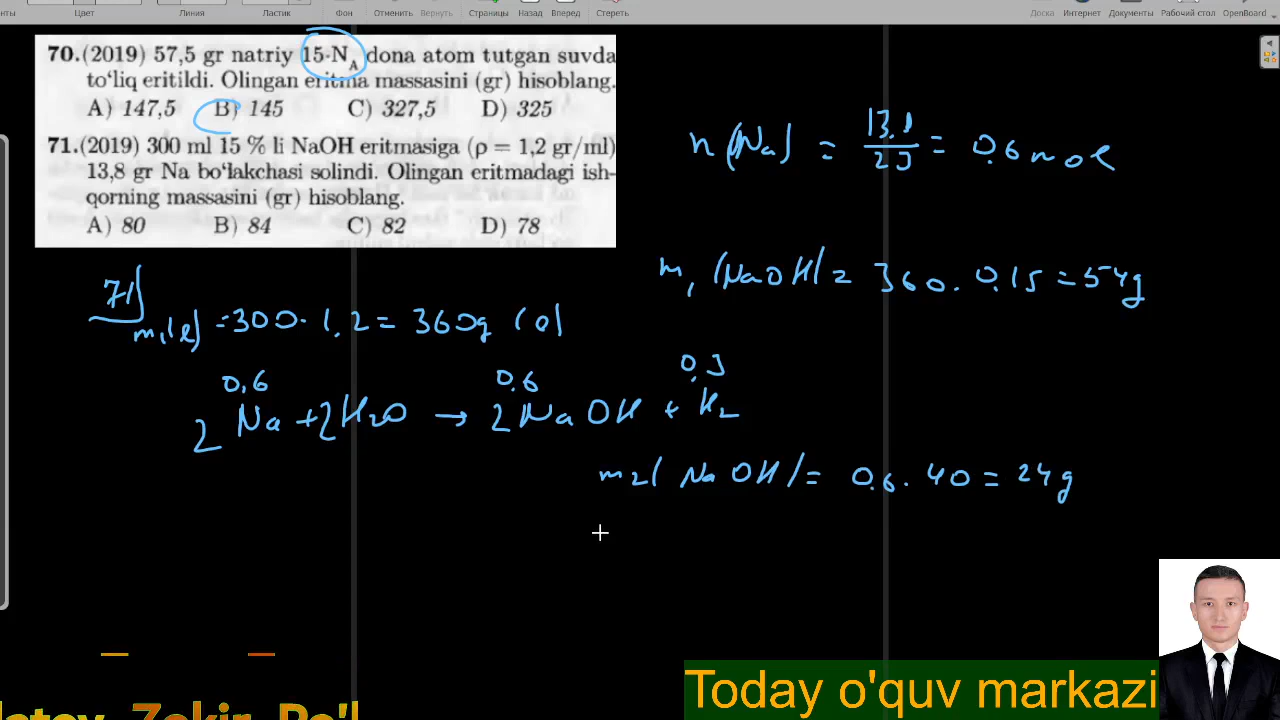 Цвет
Линия
Ластик
Фон
Отменить
Вернуть
Страницы
Назад
Вперед
Стереть
Доска
Интернет
Документы
Рабочий стол
OpenBoard
70.(2019) 57,5 gr natriy 15·N_A dona atom tutgan suvda
to‘liq eritildi. Olingan eritma massasini (gr) hisoblang.
A) 147,5 B) 145 C) 327,5 D) 325
71.(2019) 300 ml 15 % li NaOH eritmasiga (ρ = 1,2 gr/ml)
13,8 gr Na bo‘lakchasi solindi. Olingan eritmadagi ish-
qorning massasini (gr) hisoblang.
A) 80 B) 84 C) 82 D) 78
n(Na) = 13.8/23 = 0.6 mol
m1(NaOH) = 360 · 0.15 = 54g
71
= 300 · 1.2 = 360g
0,6 0.6 0.3
2Na + 2H2O → 2NaOH + H2
m2(NaOH) = 0.6 · 40 = 24g
Today o'quv markazi